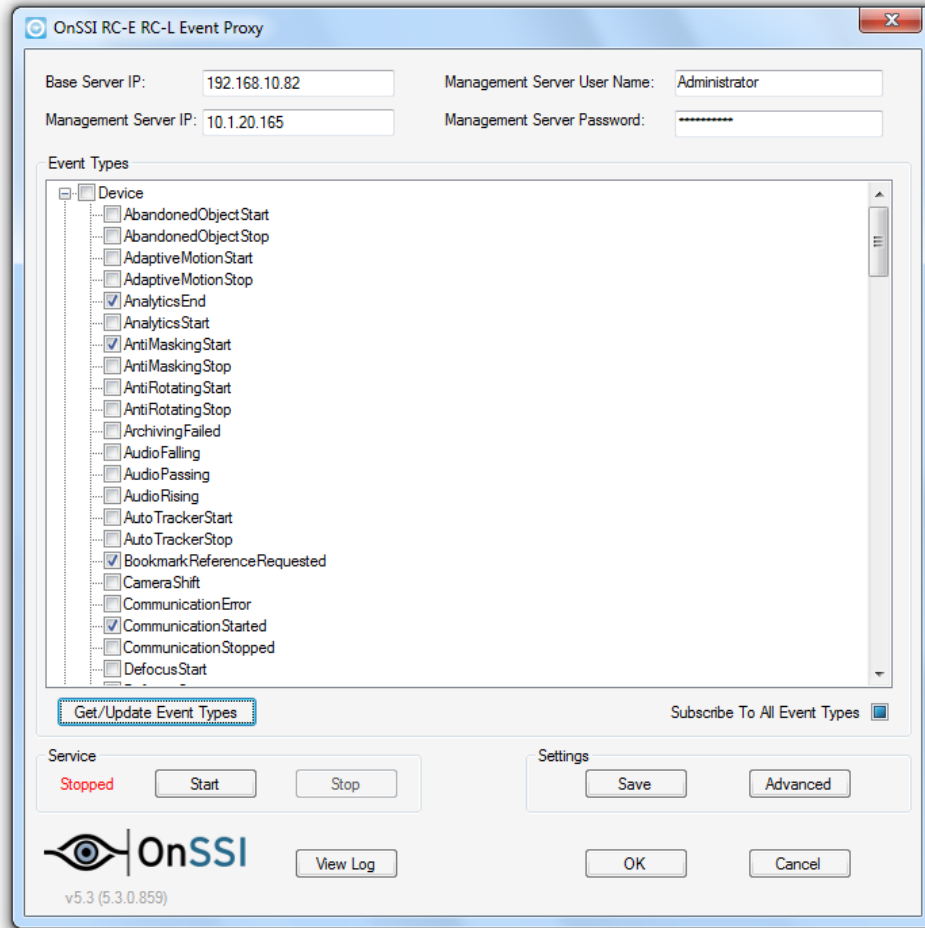 OnSSI RC-E RC-L Event Proxy
Base Server IP: 192.168.10.82 Management Server User Name: Administrator
Management Server IP: 10.1.20.165 Management Server Password: **********
Event Types
Device
AbandonedObjectStart
AbandonedObjectStop
AdaptiveMotionStart
AdaptiveMotionStop
AnalyticsEnd
AnalyticsStart
AntiMaskingStart
AntiMaskingStop
AntiRotatingStart
AntiRotatingStop
ArchivingFailed
AudioFalling
AudioPassing
AudioRising
AutoTrackerStart
AutoTrackerStop
BookmarkReferenceRequested
CameraShift
CommunicationError
CommunicationStarted
CommunicationStopped
DefocusStart
Get/Update Event Types Subscribe To All Event Types
Service Settings
Stopped Start Stop Save Advanced
OnSSI View Log OK Cancel
v5.3 (5.3.0.859)